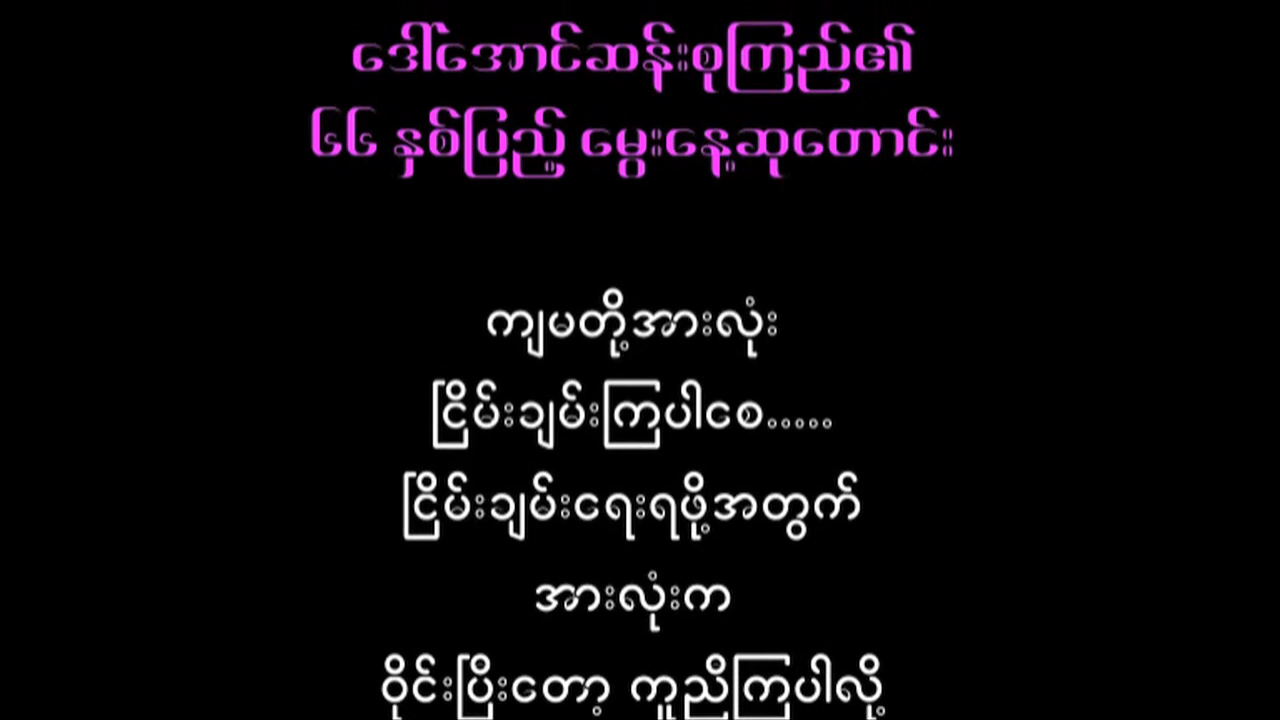 ဒေါ်အောင်ဆန်းစုကြည်၏
၆၆ နှစ်ပြည့် မွေးနေ့ဆုတောင်း
ကျမတို့အားလုံး
ငြိမ်းချမ်းကြပါစေ.....
ငြိမ်းချမ်းရေးရဖို့အတွက်
အားလုံးက
ဝိုင်းပြီးတော့ ကူညီကြပါလို့